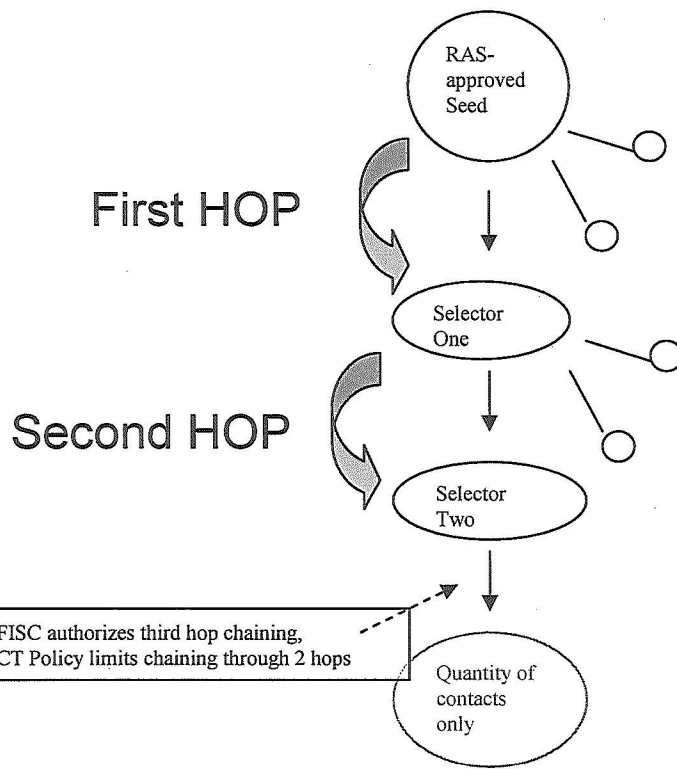 RAS-
approved
Seed
First HOP
Selector
One
Second HOP
Selector
Two
FISC authorizes third hop chaining,
CT Policy limits chaining through 2 hops
Quantity of
contacts
only